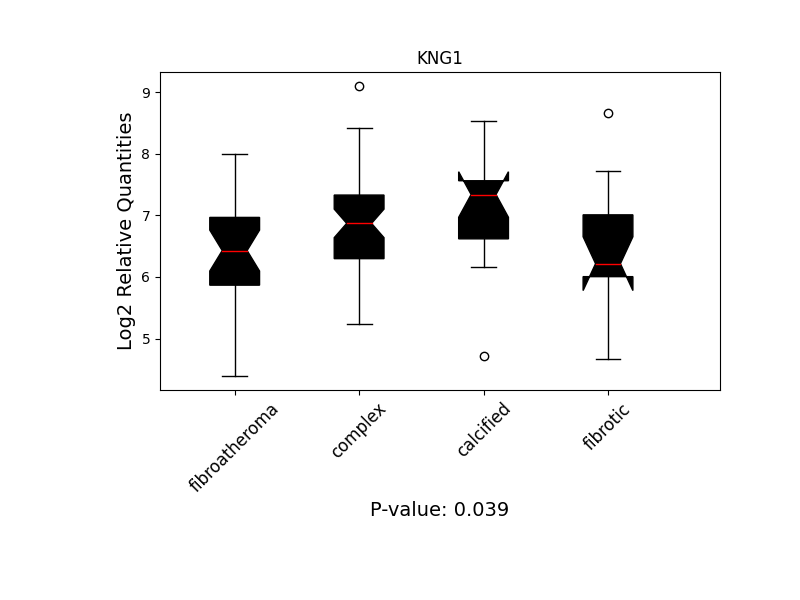 KNG1
Log2 Relative Quantities
9
8
7
6
5
fibroatheroma
complex
calcified
fibrotic
P-value: 0.039